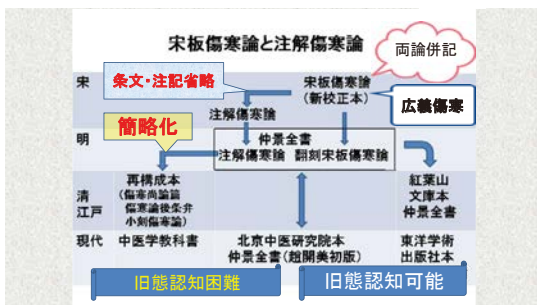 宋板傷寒論と注解傷寒論
両論併記
宋
条文・注記省略
宋板傷寒論
(新校正本)
広義傷寒
注解傷寒論
簡略化
明
仲景全書
注解傷寒論 翻刻宋板傷寒論
清
江戸
再構成本
(傷寒尚論篇
傷寒論後条弁
小刻傷寒論)
紅葉山
文庫本
仲景全書
現代
中医学教科書
北京中医研究院本
仲景全書(趙開美初版)
東洋学術
出版社本
旧態認知困難
旧態認知可能